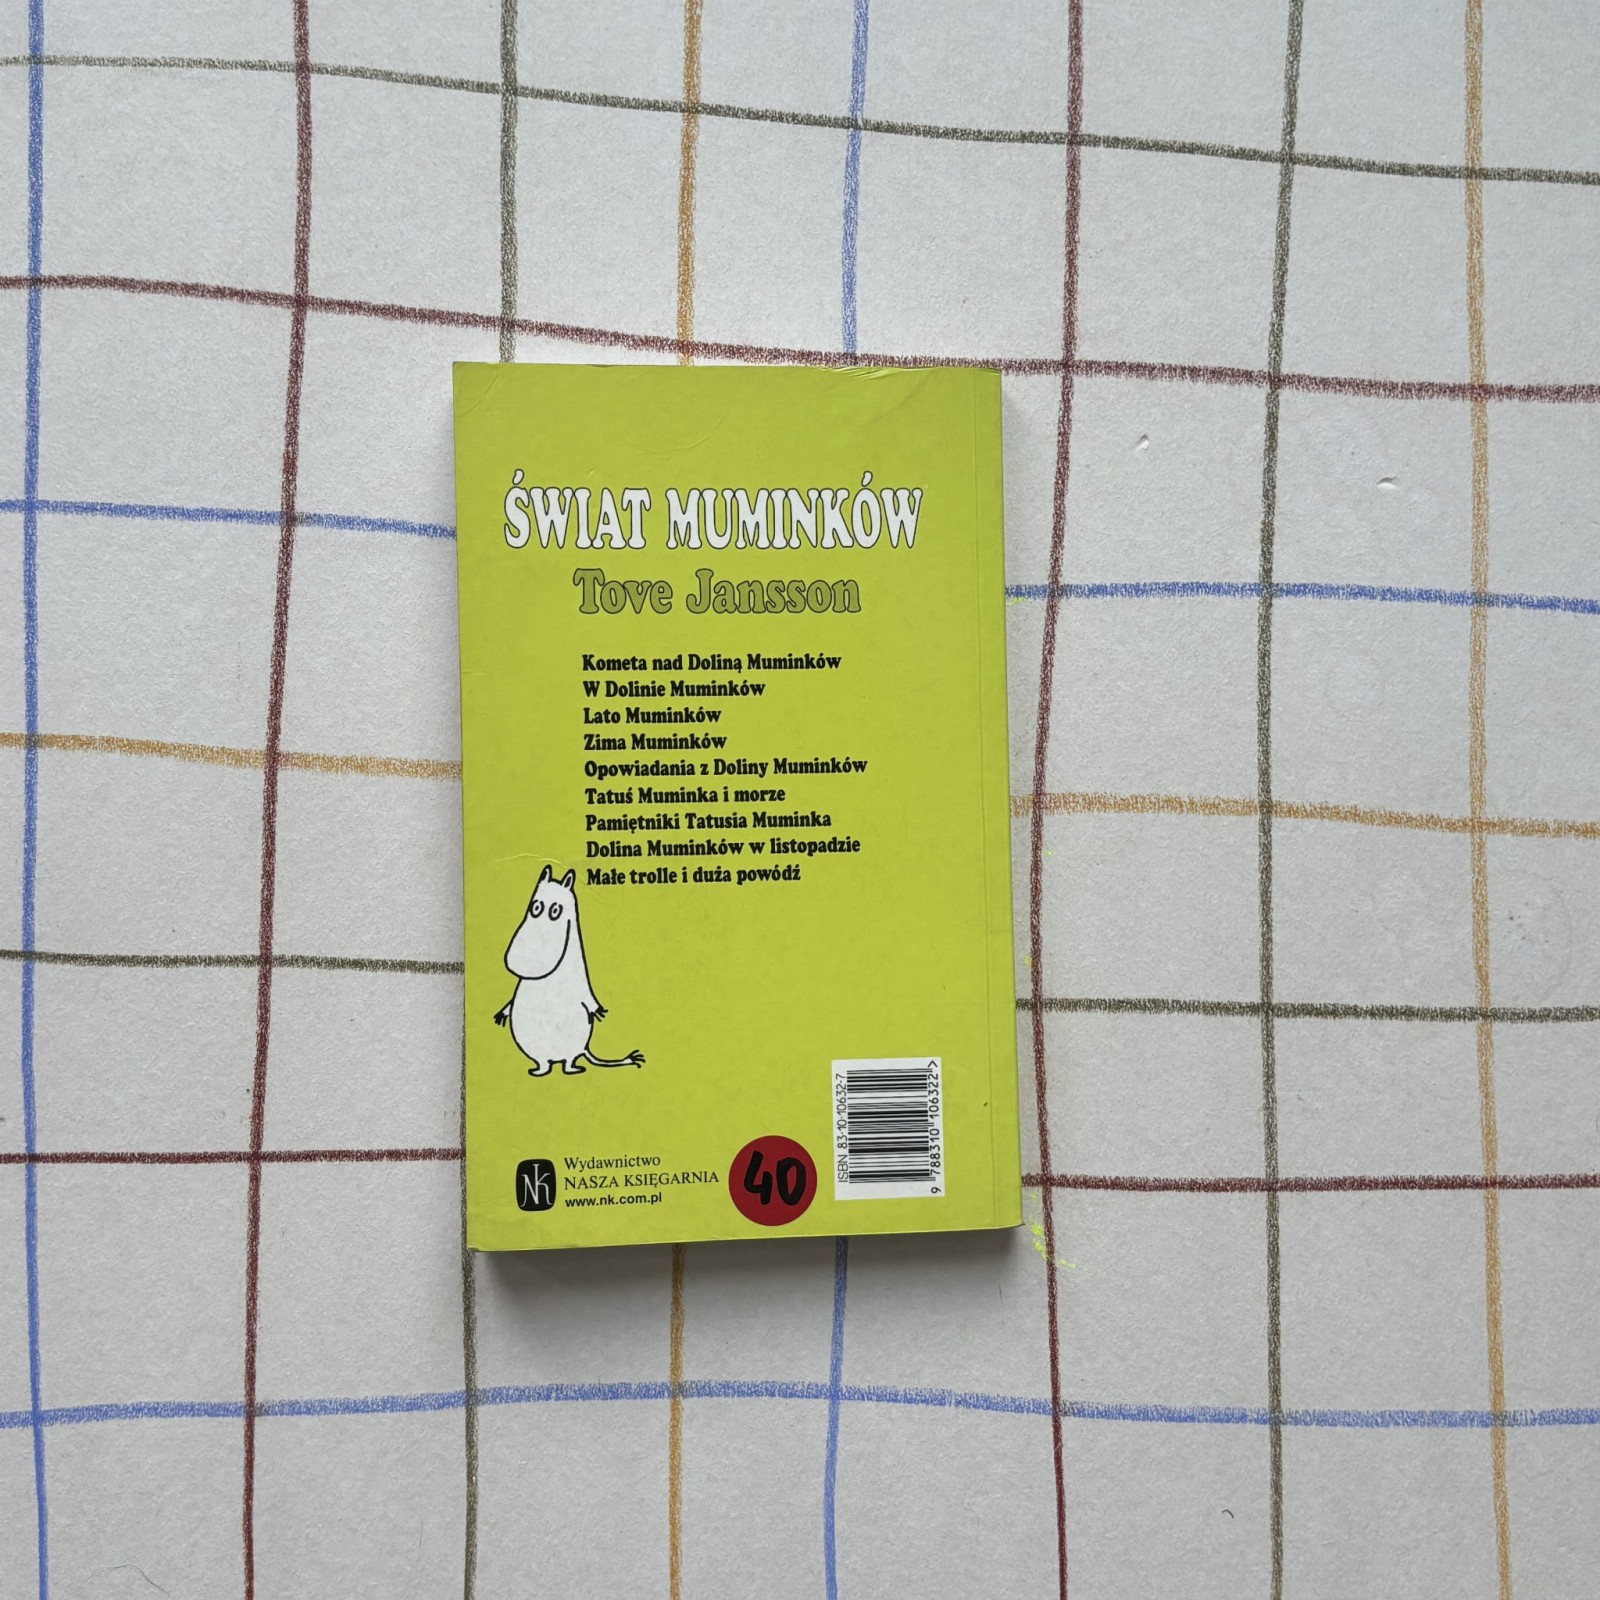 ŚWIAT MUMINKÓW
Tove Jansson
Kometa nad Doliną Muminków
W Dolinie Muminków
Lato Muminków
Zima Muminków
Opowiadania z Doliny Muminków
Tatuś Muminka i morze
Pamiętniki Tatusia Muminka
Dolina Muminków w listopadzie
Małe trolle i duża powódź
NK
Wydawnictwo
NASZA KSIĘGARNIA
www.nk.com.pl
40
ISBN 83-10-10632-7
9 788310 106322 >